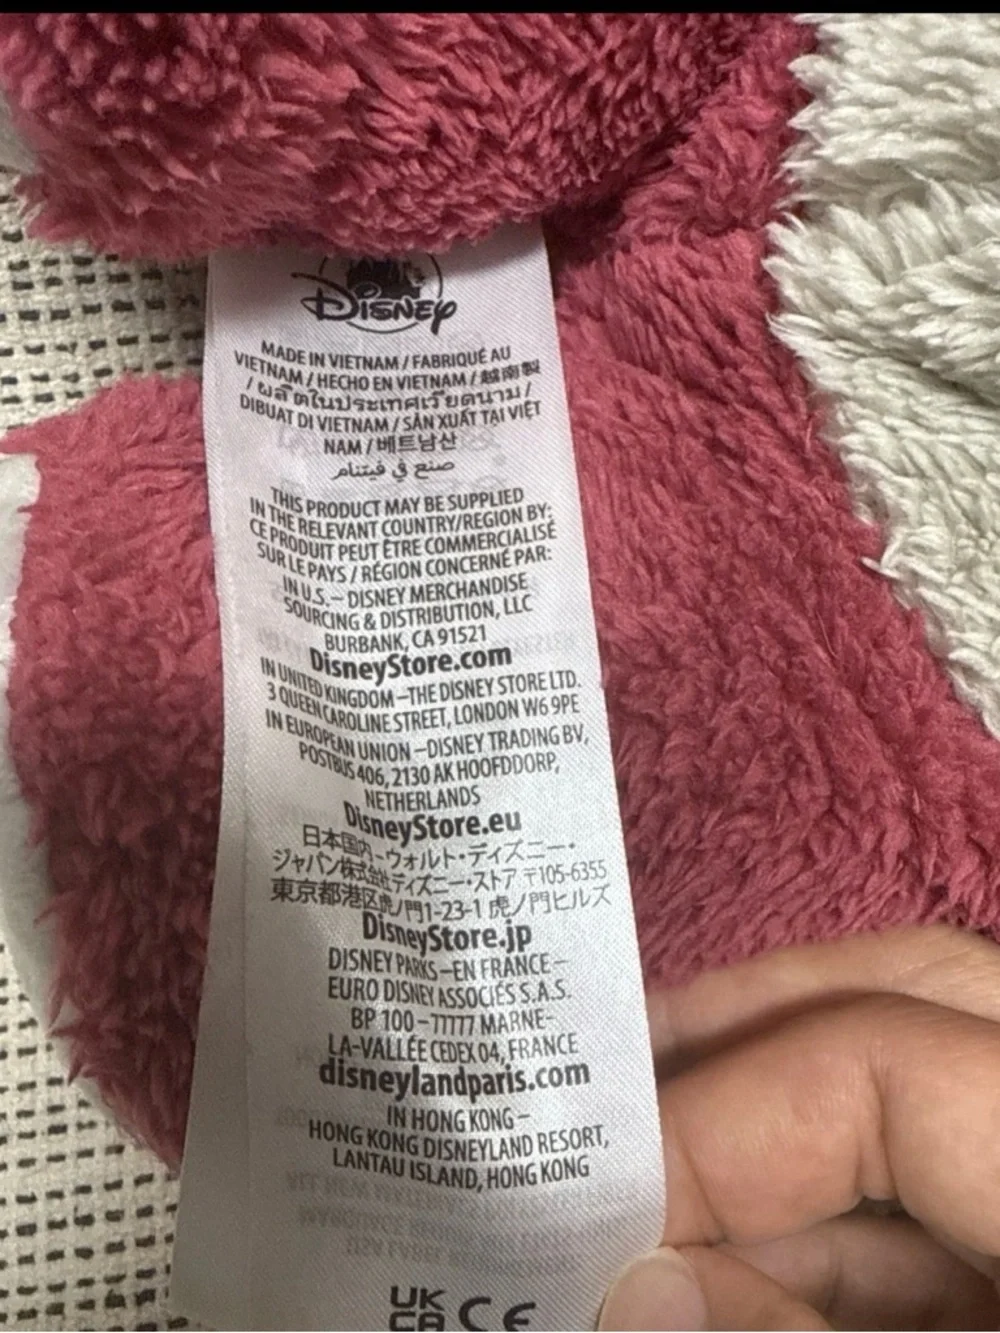 Disney
MADE IN VIETNAM / FABRIQUÉ AU
VIETNAM / HECHO EN VIETNAM / 越南製
/ ผลิตในประเทศเวียดนาม /
DIBUAT DI VIETNAM / SẢN XUẤT TẠI VIỆT
NAM / 베트남산
صنع في فيتنام
THIS PRODUCT MAY BE SUPPLIED
IN THE RELEVANT COUNTRY/REGION BY:
CE PRODUIT PEUT ÊTRE COMMERCIALISÉ
SUR LE PAYS / RÉGION CONCERNÉ PAR:
IN U.S.– DISNEY MERCHANDISE
SOURCING & DISTRIBUTION, LLC
BURBANK, CA 91521
DisneyStore.com
IN UNITED KINGDOM –THE DISNEY STORE LTD.
3 QUEEN CAROLINE STREET, LONDON W6 9PE
IN EUROPEAN UNION –DISNEY TRADING BV,
POSTBUS 406, 2130 AK HOOFDDORP,
NETHERLANDS
DisneyStore.eu
日本国内-ウォルト・ディズニー・
ジャパン株式会社ディズニー・ストア 〒105-6355
東京都港区虎ノ門1-23-1 虎ノ門ヒルズ
DisneyStore.jp
DISNEY PARKS –EN FRANCE –
EURO DISNEY ASSOCIÉS S.A.S.
BP 100 – 77777 MARNE-
LA-VALLÉE CEDEX 04, FRANCE
disneylandparis.com
IN HONG KONG –
HONG KONG DISNEYLAND RESORT,
LANTAU ISLAND, HONG KONG
UK
CA CE